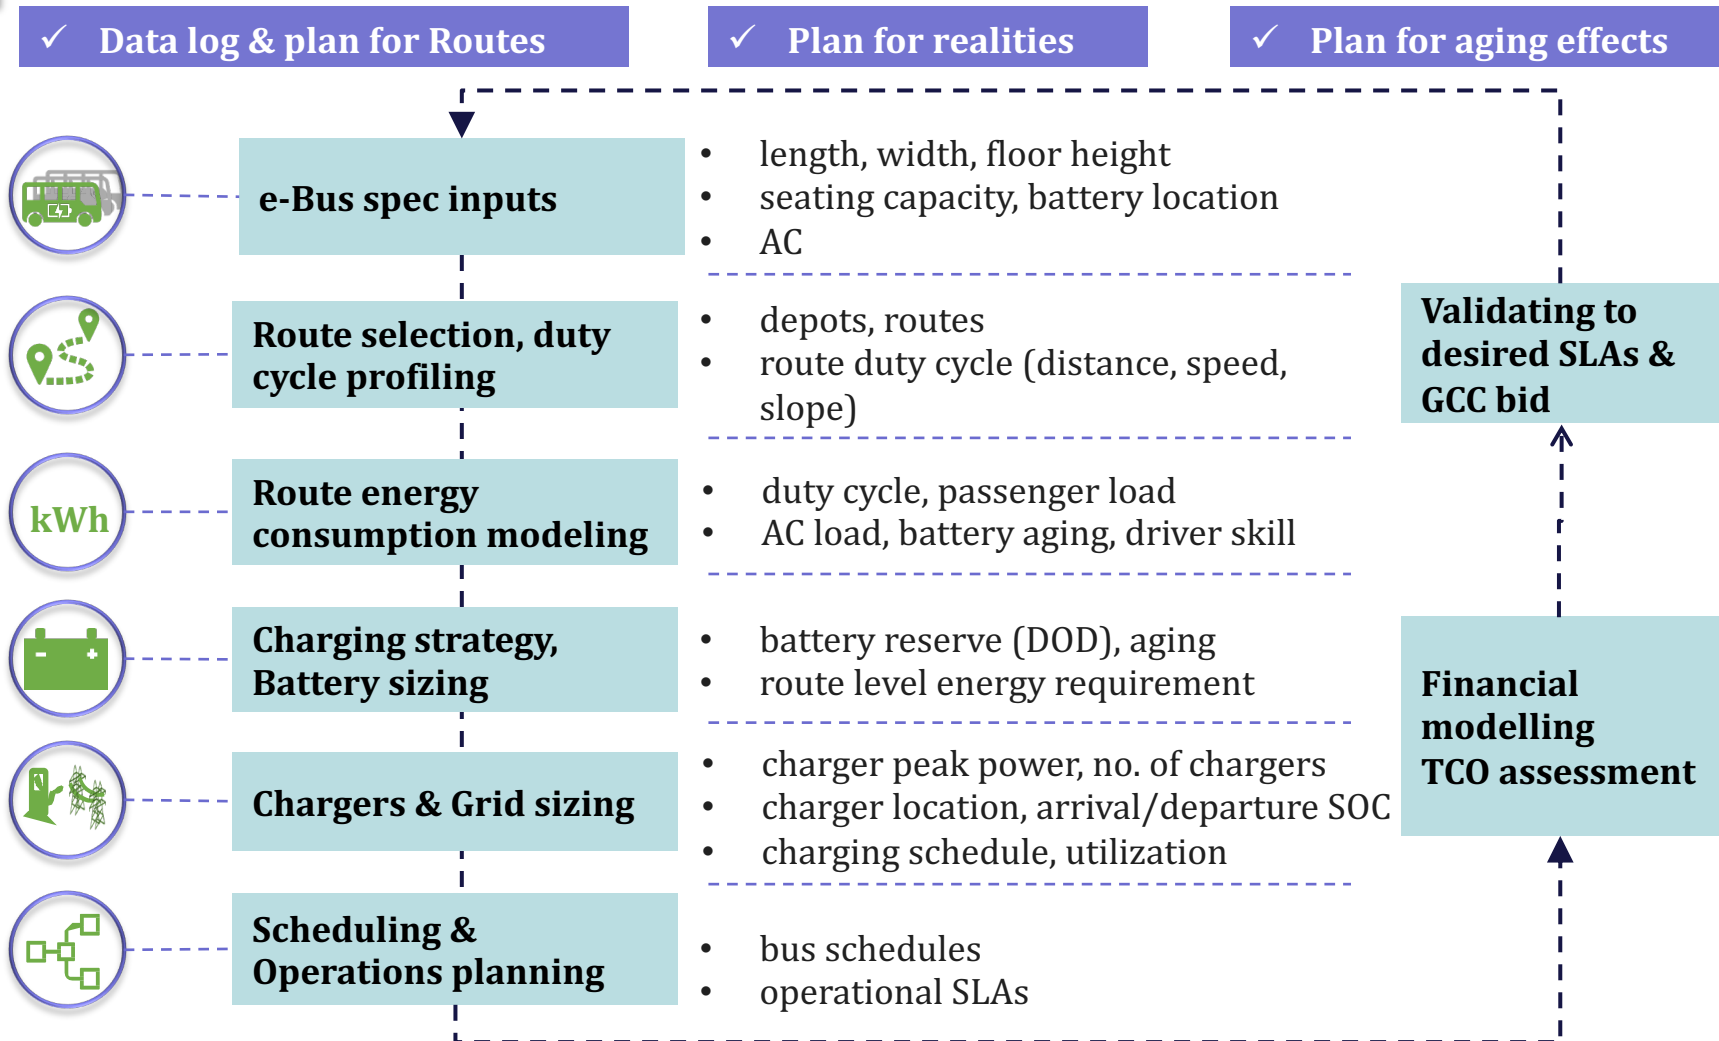 ✓ Data log & plan for Routes
✓ Plan for realities
✓ Plan for aging effects
e-Bus spec inputs
• length, width, floor height
• seating capacity, battery location
• AC
Route selection, duty
cycle profiling
• depots, routes
• route duty cycle (distance, speed,
slope)
kWh
Route energy
consumption modeling
• duty cycle, passenger load
• AC load, battery aging, driver skill
Charging strategy,
Battery sizing
• battery reserve (DOD), aging
• route level energy requirement
Chargers & Grid sizing
• charger peak power, no. of chargers
• charger location, arrival/departure SOC
• charging schedule, utilization
Scheduling &
Operations planning
• bus schedules
• operational SLAs
Financial
modelling
TCO assessment
Validating to
desired SLAs &
GCC bid